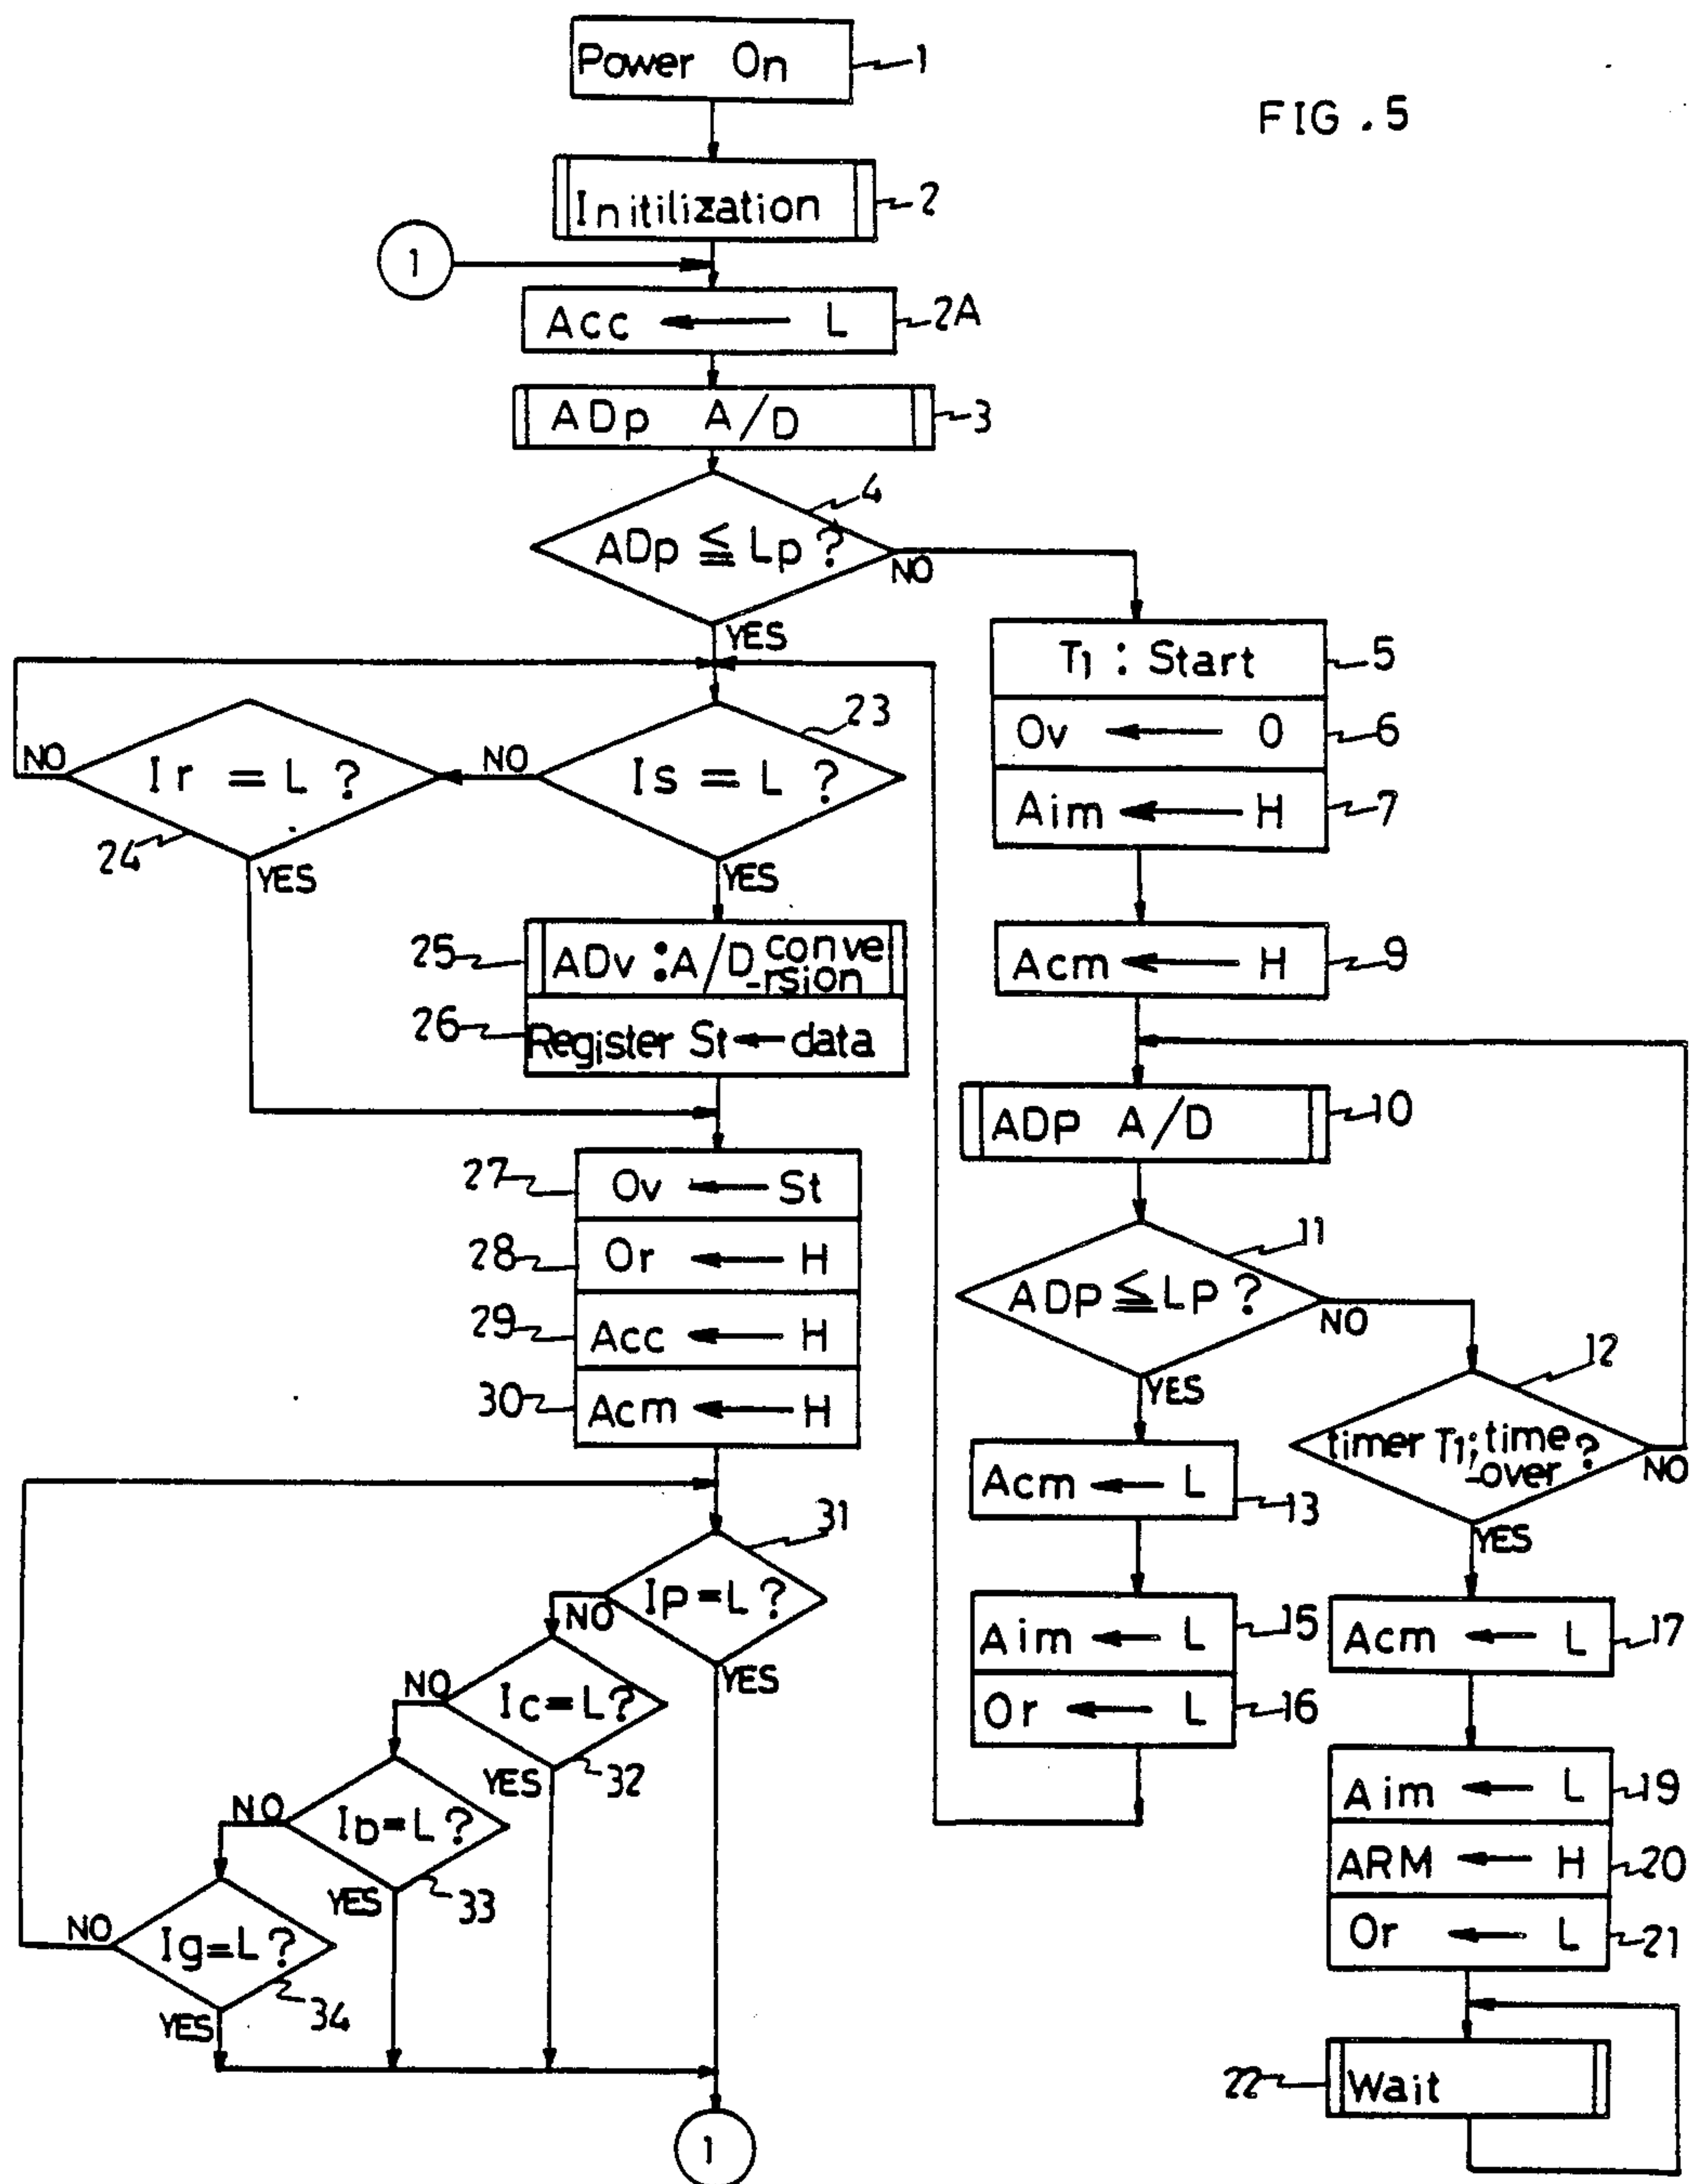 FIG. 5
Power On
1
Initilization
2
1
Acc ← L
2A
ADp A/D
3
4
ADp ≦ Lp ?
NO
YES
T1 : Start
5
Ov ← 0
6
Aim ← H
7
Acm ← H
9
23
Is = L ?
NO
YES
Ir = L ?
24
NO
YES
25
ADv : A/D conve
-rsion
26
Register St ← data
27
Ov ← St
28
Or ← H
29
Acc ← H
30
Acm ← H
10
ADP A/D
11
ADP ≦ LP ?
NO
YES
12
timer T1; time
-over ?
NO
YES
Acm ← L
13
Aim ← L
15
Or ← L
16
Acm ← L
17
Aim ← L
19
ARM ← H
20
Or ← L
21
22
Wait
31
Ip = L ?
NO
YES
Ic = L ?
32
NO
YES
Ib = L ?
33
NO
YES
Ig = L ?
34
NO
YES
1